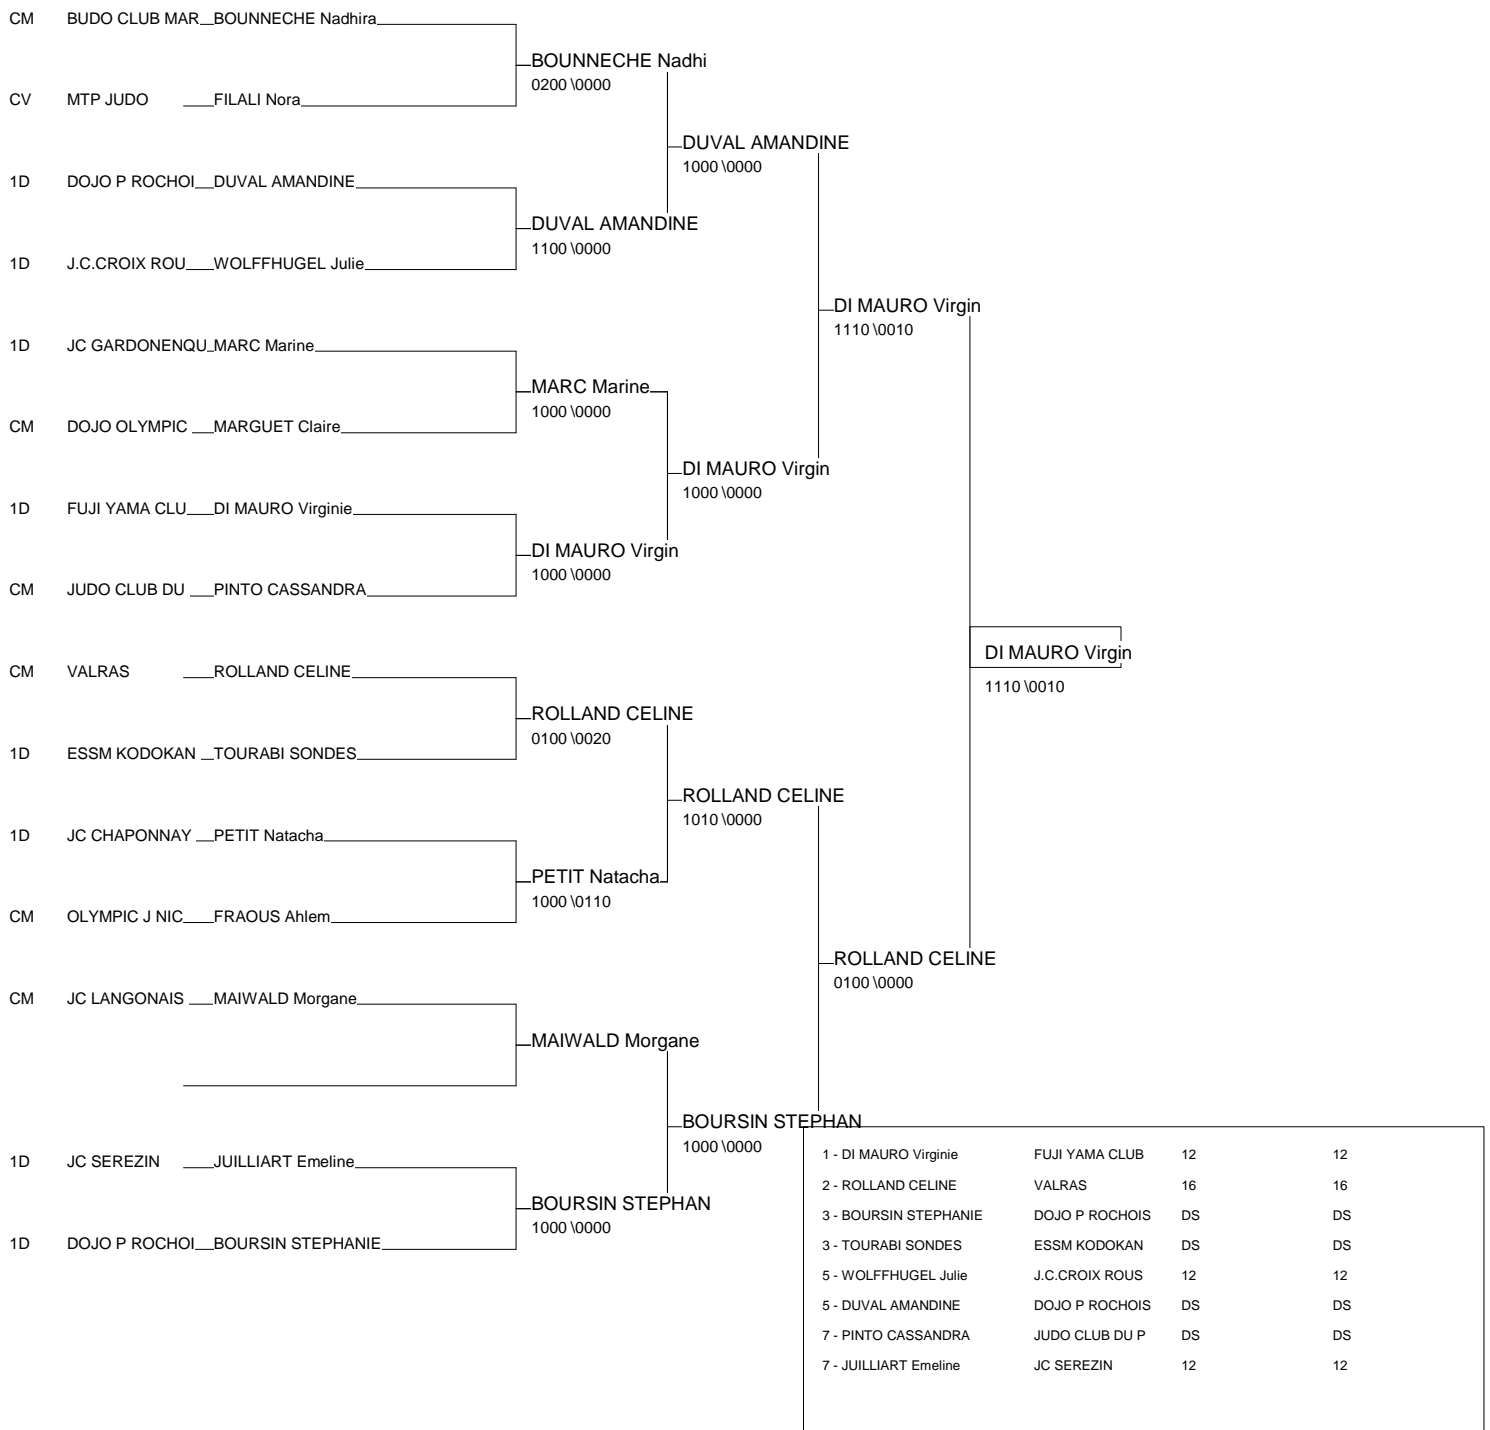 CM BUDO CLUB MAR BOUNNECHE Nadhira
BOUNNECHE Nadhi
0200 \0000
CV MTP JUDO FILALI Nora
DUVAL AMANDINE
1000 \0000
1D DOJO P ROCHOI DUVAL AMANDINE
DUVAL AMANDINE
1100 \0000
1D J.C.CROIX ROU WOLFFHUGEL Julie
DI MAURO Virgin
1110 \0010
1D JC GARDONENQU MARC Marine
MARC Marine
1000 \0000
CM DOJO OLYMPIC MARGUET Claire
DI MAURO Virgin
1000 \0000
1D FUJI YAMA CLU DI MAURO Virginie
DI MAURO Virgin
1000 \0000
CM JUDO CLUB DU PINTO CASSANDRA
DI MAURO Virgin
1110 \0010
CM VALRAS ROLLAND CELINE
ROLLAND CELINE
0100 \0020
1D ESSM KODOKAN TOURABI SONDES
ROLLAND CELINE
1010 \0000
1D JC CHAPONNAY PETIT Natacha
PETIT Natacha
1000 \0110
CM OLYMPIC J NIC FRAOUS Ahlem
ROLLAND CELINE
0100 \0000
CM JC LANGONAIS MAIWALD Morgane
MAIWALD Morgane
BOURSIN STEPHAN
1000 \0000
1D JC SEREZIN JUILLIART Emeline
BOURSIN STEPHAN
1000 \0000
1D DOJO P ROCHOI BOURSIN STEPHANIE
1 - DI MAURO Virginie FUJI YAMA CLUB 12 12
2 - ROLLAND CELINE VALRAS 16 16
3 - BOURSIN STEPHANIE DOJO P ROCHOIS DS DS
3 - TOURABI SONDES ESSM KODOKAN DS DS
5 - WOLFFHUGEL Julie J.C.CROIX ROUS 12 12
5 - DUVAL AMANDINE DOJO P ROCHOIS DS DS
7 - PINTO CASSANDRA JUDO CLUB DU P DS DS
7 - JUILLIART Emeline JC SEREZIN 12 12